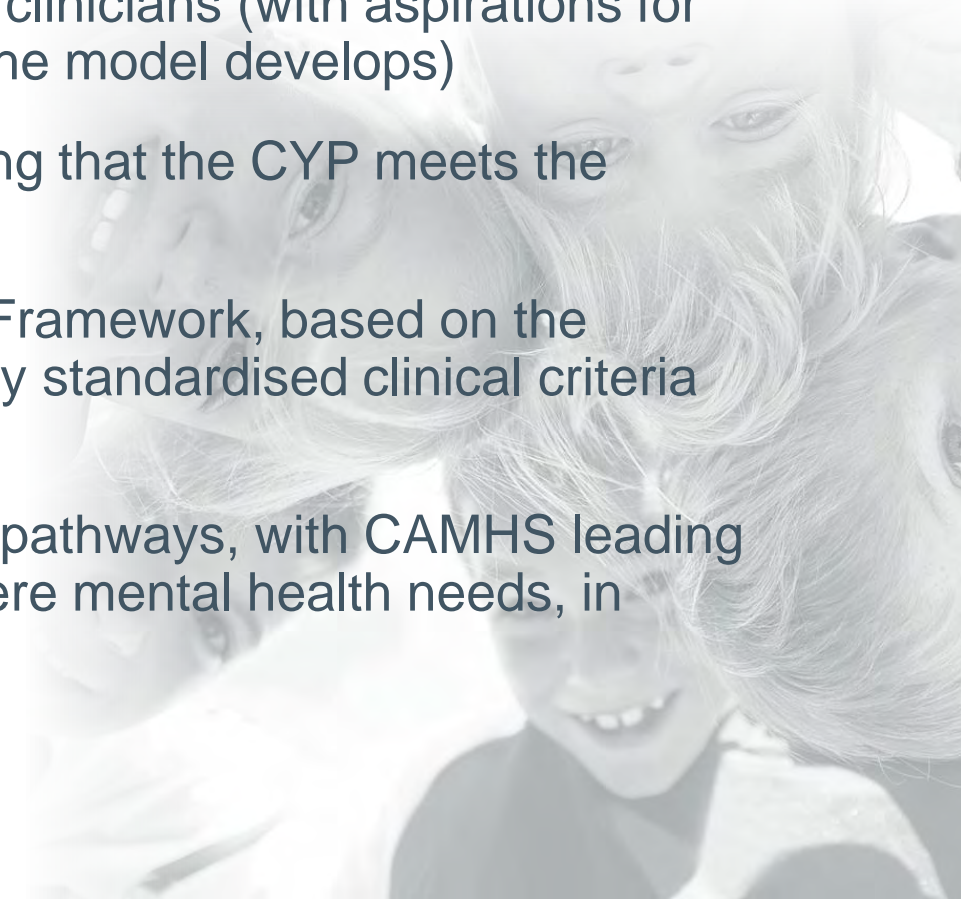 clinicians (with aspirations for
he model develops)
ng that the CYP meets the
Framework, based on the
y standardised clinical criteria
pathways, with CAMHS leading
ere mental health needs, in